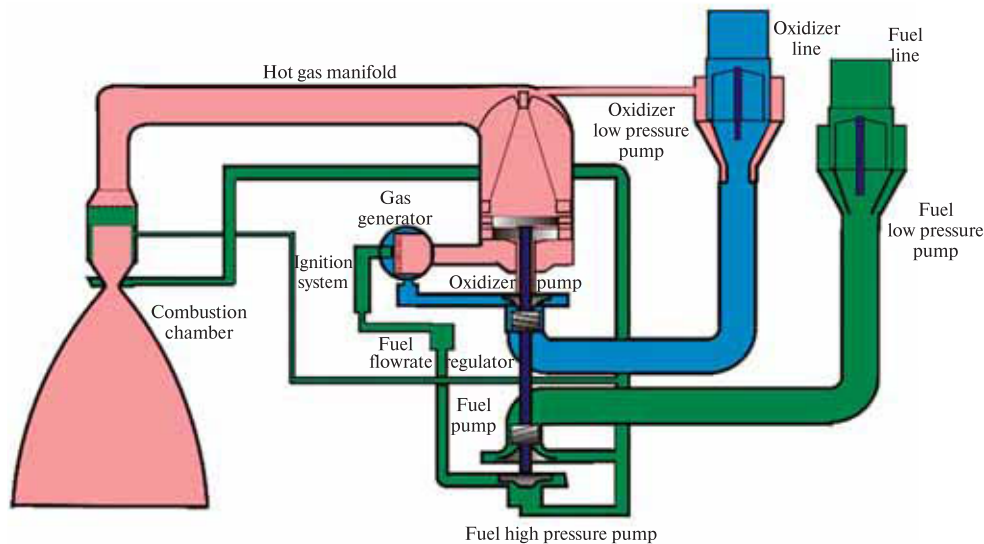 Oxidizer
line
Fuel
line
Hot gas manifold
Oxidizer
low pressure
pump
Gas
generator
Fuel
low pressure
pump
Ignition
system
Oxidizer pump
Combustion
chamber
Fuel
flowrate regulator
Fuel
pump
Fuel high pressure pump